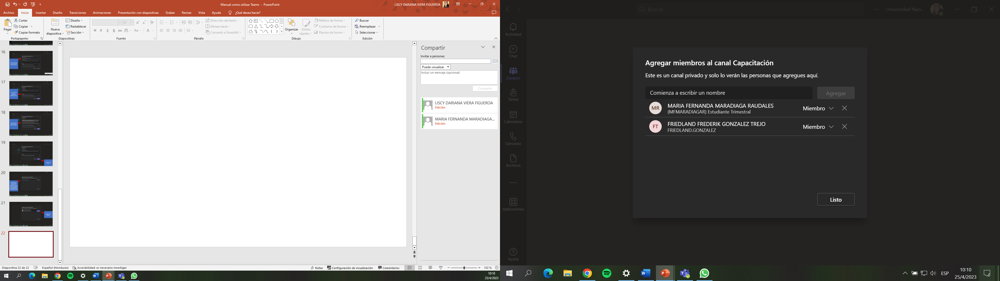 Manual como utilizar Teams - PowerPoint
LISCY DARIANA VIERA FIGUEROA
Archivo Inicio Insertar Diseño Transiciones Animaciones Presentación con diapositivas Grabar Revisar Vista Ayuda ¿Qué desea hacer?
Pegar
Cortar
Copiar
Copiar formato
Portapapeles
Nueva
diapositiva
Diseño
Restablecer
Sección
Diapositivas
18
N K S S abc AV Aa A
Fuente
Dirección del texto
Alinear texto
Convertir a SmartArt
Párrafo
Organizar
Estilos
rápidos
Relleno de forma
Contorno de forma
Efectos de forma
Dibujo
Buscar
Reemplazar
Seleccionar
Edición
16
17
18
19
20
21
22
Compartir
Invitar a personas
Puede visualizar
Incluir un mensaje (opcional)
Compartir
LISCY DARIANA VIERA FIGUEROA
Edición
MARIA FERNANDA MARADIAGA...
Edición
Diapositiva 22 de 22 Español (Honduras) Accesibilidad: es necesario investigar
Notas Configuración de visualización Comentarios 102 %
10:10
25/4/2023
Buscar
Universidad Naci...
Actividad
Chat
Equipos
Tareas
Calendario
Llamadas
Archivos
Aplicaciones
Ayuda
Agregar miembros al canal Capacitación
Este es un canal privado y solo lo verán las personas que agregues aquí.
Comienza a escribir un nombre
Agregar
MR
MARIA FERNANDA MARADIAGA RAUDALES
(MFMARADIAGAR) Estudiante Trimestral
Miembro
FT
FRIEDLAND FREDERIK GONZALEZ TREJO
FRIEDLAND.GONZALEZ
Miembro
Listo
ESP
10:10
25/4/2023